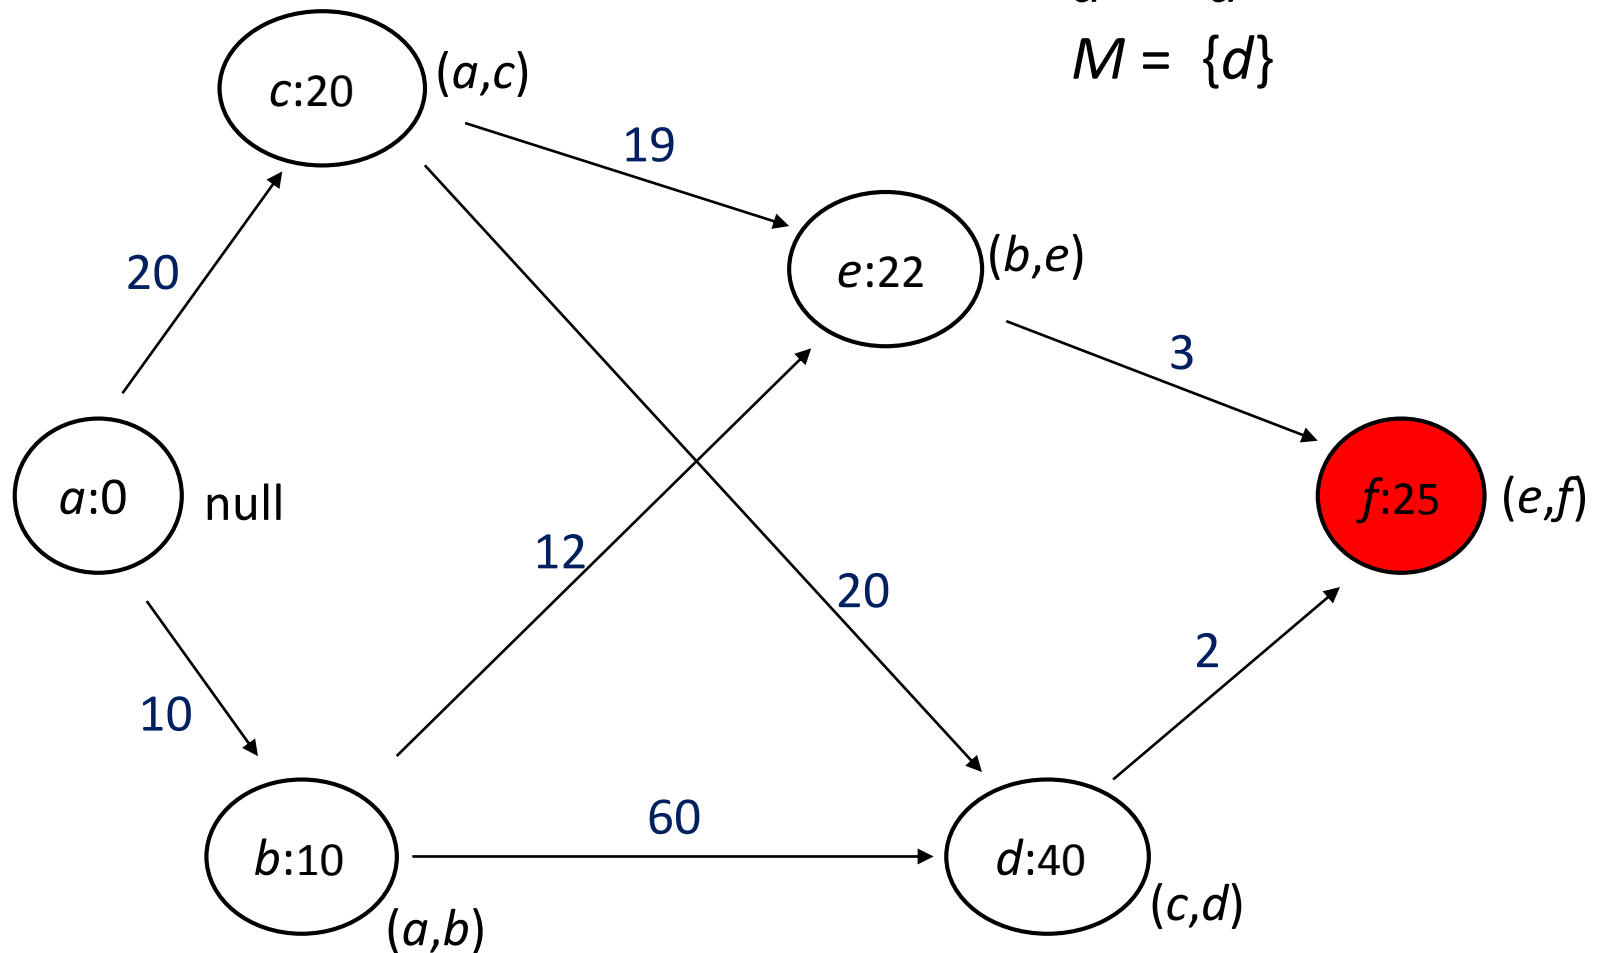 M = {d}
c:20
(a,c)
19
20
e:22
(b,e)
3
a:0
null
f:25
(e,f)
12
20
2
10
60
b:10
(a,b)
d:40
(c,d)